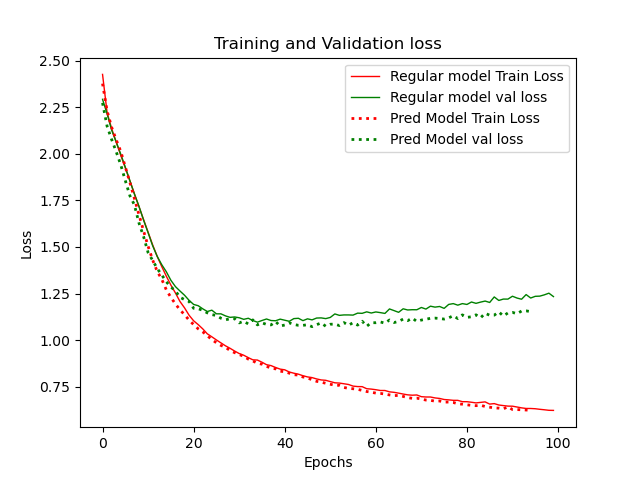 Training and Validation loss
Regular model Train Loss
Regular model val loss
Pred Model Train Loss
Pred Model val loss
2.50
2.25
2.00
1.75
1.50
1.25
1.00
0.75
Loss
0 20 40 60 80 100
Epochs